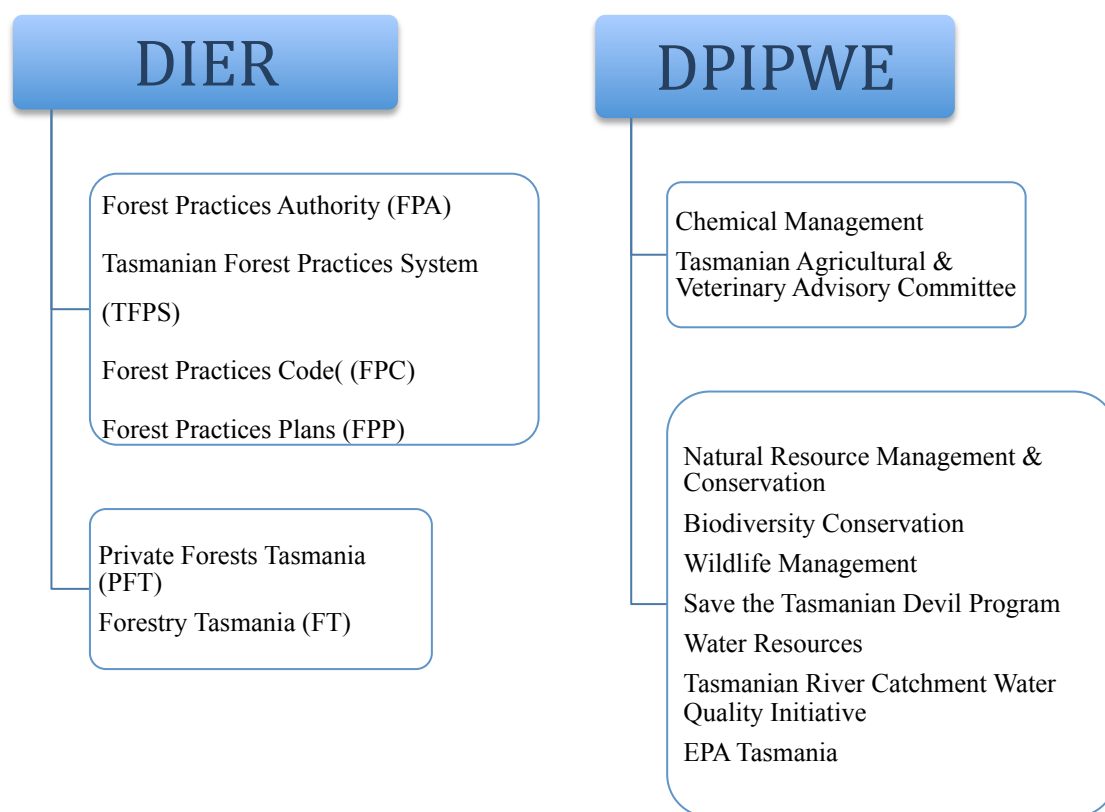 DIER
Forest Practices Authority (FPA)
Tasmanian Forest Practices System
(TFPS)
Forest Practices Code( (FPC)
Forest Practices Plans (FPP)
Private Forests Tasmania
(PFT)
Forestry Tasmania (FT)
DPIPWE
Chemical Management
Tasmanian Agricultural &
Veterinary Advisory Committee
Natural Resource Management &
Conservation
Biodiversity Conservation
Wildlife Management
Save the Tasmanian Devil Program
Water Resources
Tasmanian River Catchment Water
Quality Initiative
EPA Tasmania